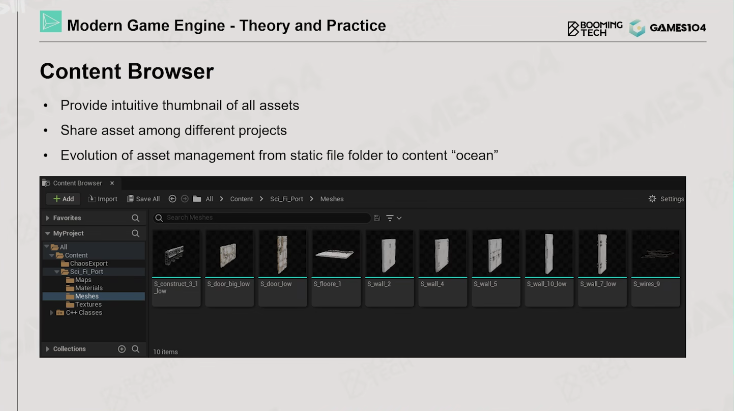 Modern Game Engine - Theory and Practice
BOOMING
TECH
GAMES104
Content Browser
• Provide intuitive thumbnail of all assets
• Share asset among different projects
• Evolution of asset management from static file folder to content “ocean”
Content Browser ×
+ Add Import Save All All > Content > Sci_Fi_Port > Meshes Settings
Favorites
Search Meshes
MyProject
All
Content
ChaosExport
Sci_Fi_Port
Maps
Materials
Meshes
Textures
C++ Classes
S_construct_3_1
_low
S_door_big_low
S_door_low
S_floore_1
S_wall_2
S_wall_4
S_wall_5
S_wall_10_low
S_wall_7_low
S_wires_9
Collections
10 items